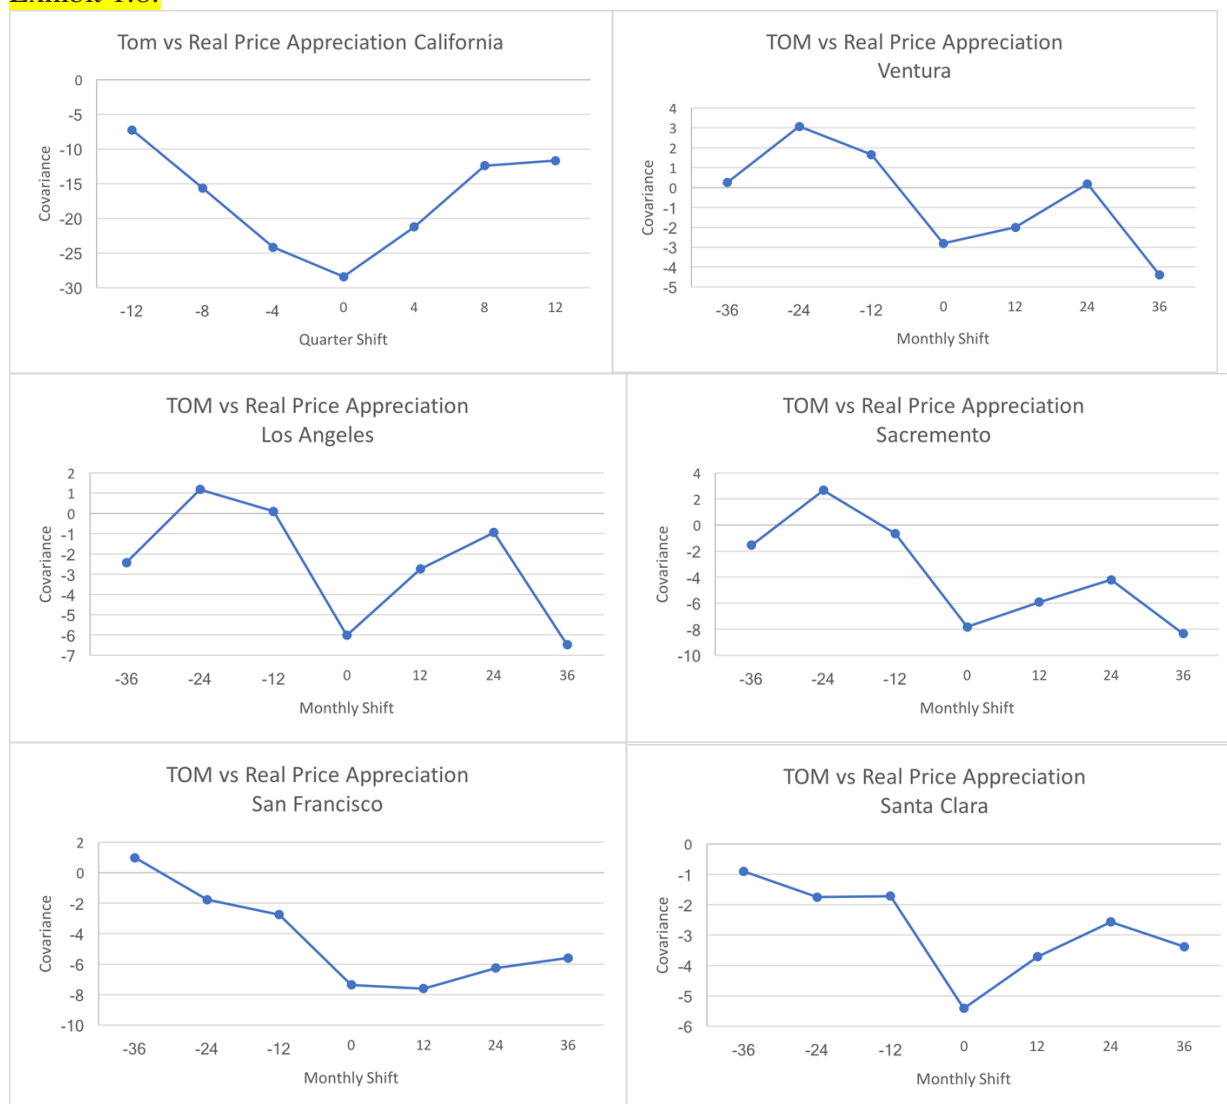 Exhibit 1.8:
Tom vs Real Price Appreciation California
0
-5
-10
-15
-20
-25
-30
Covariance
-12 -8 -4 0 4 8 12
Quarter Shift
TOM vs Real Price Appreciation
Ventura
4
3
2
1
0
-1
-2
-3
-4
-5
Covariance
-36 -24 -12 0 12 24 36
Monthly Shift
TOM vs Real Price Appreciation
Los Angeles
2
1
0
-1
-2
-3
-4
-5
-6
-7
Covariance
-36 -24 -12 0 12 24 36
Monthly Shift
TOM vs Real Price Appreciation
Sacremento
4
2
0
-2
-4
-6
-8
-10
Covariance
-36 -24 -12 0 12 24 36
Monthly Shift
TOM vs Real Price Appreciation
San Francisco
2
0
-2
-4
-6
-8
-10
Covariance
-36 -24 -12 0 12 24 36
Monthly Shift
TOM vs Real Price Appreciation
Santa Clara
0
-1
-2
-3
-4
-5
-6
Covariance
-36 -24 -12 0 12 24 36
Monthly Shift